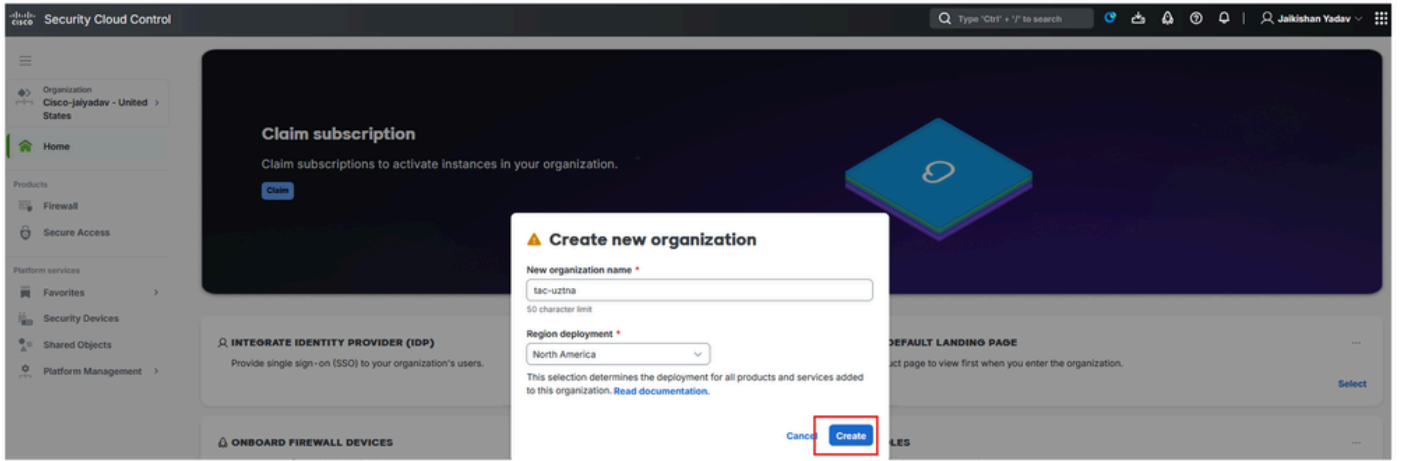 CISCO
Security Cloud Control
Type 'Ctrl' + '/' to search
Jaikishan Yadav
Organization
Cisco-jaiyadav - United
States
Home
Products
Firewall
Secure Access
Platform services
Favorites
Security Devices
Shared Objects
Platform Management
Claim subscription
Claim subscriptions to activate instances in your organization.
Claim
Create new organization
New organization name *
tac-uztna
50 character limit
Region deployment *
North America
This selection determines the deployment for all products and services added
to this organization. Read documentation.
Cancel
Create
INTEGRATE IDENTITY PROVIDER (IDP)
Provide single sign-on (SSO) to your organization's users.
DEFAULT LANDING PAGE
page to view first when you enter the organization.
Select
ONBOARD FIREWALL DEVICES